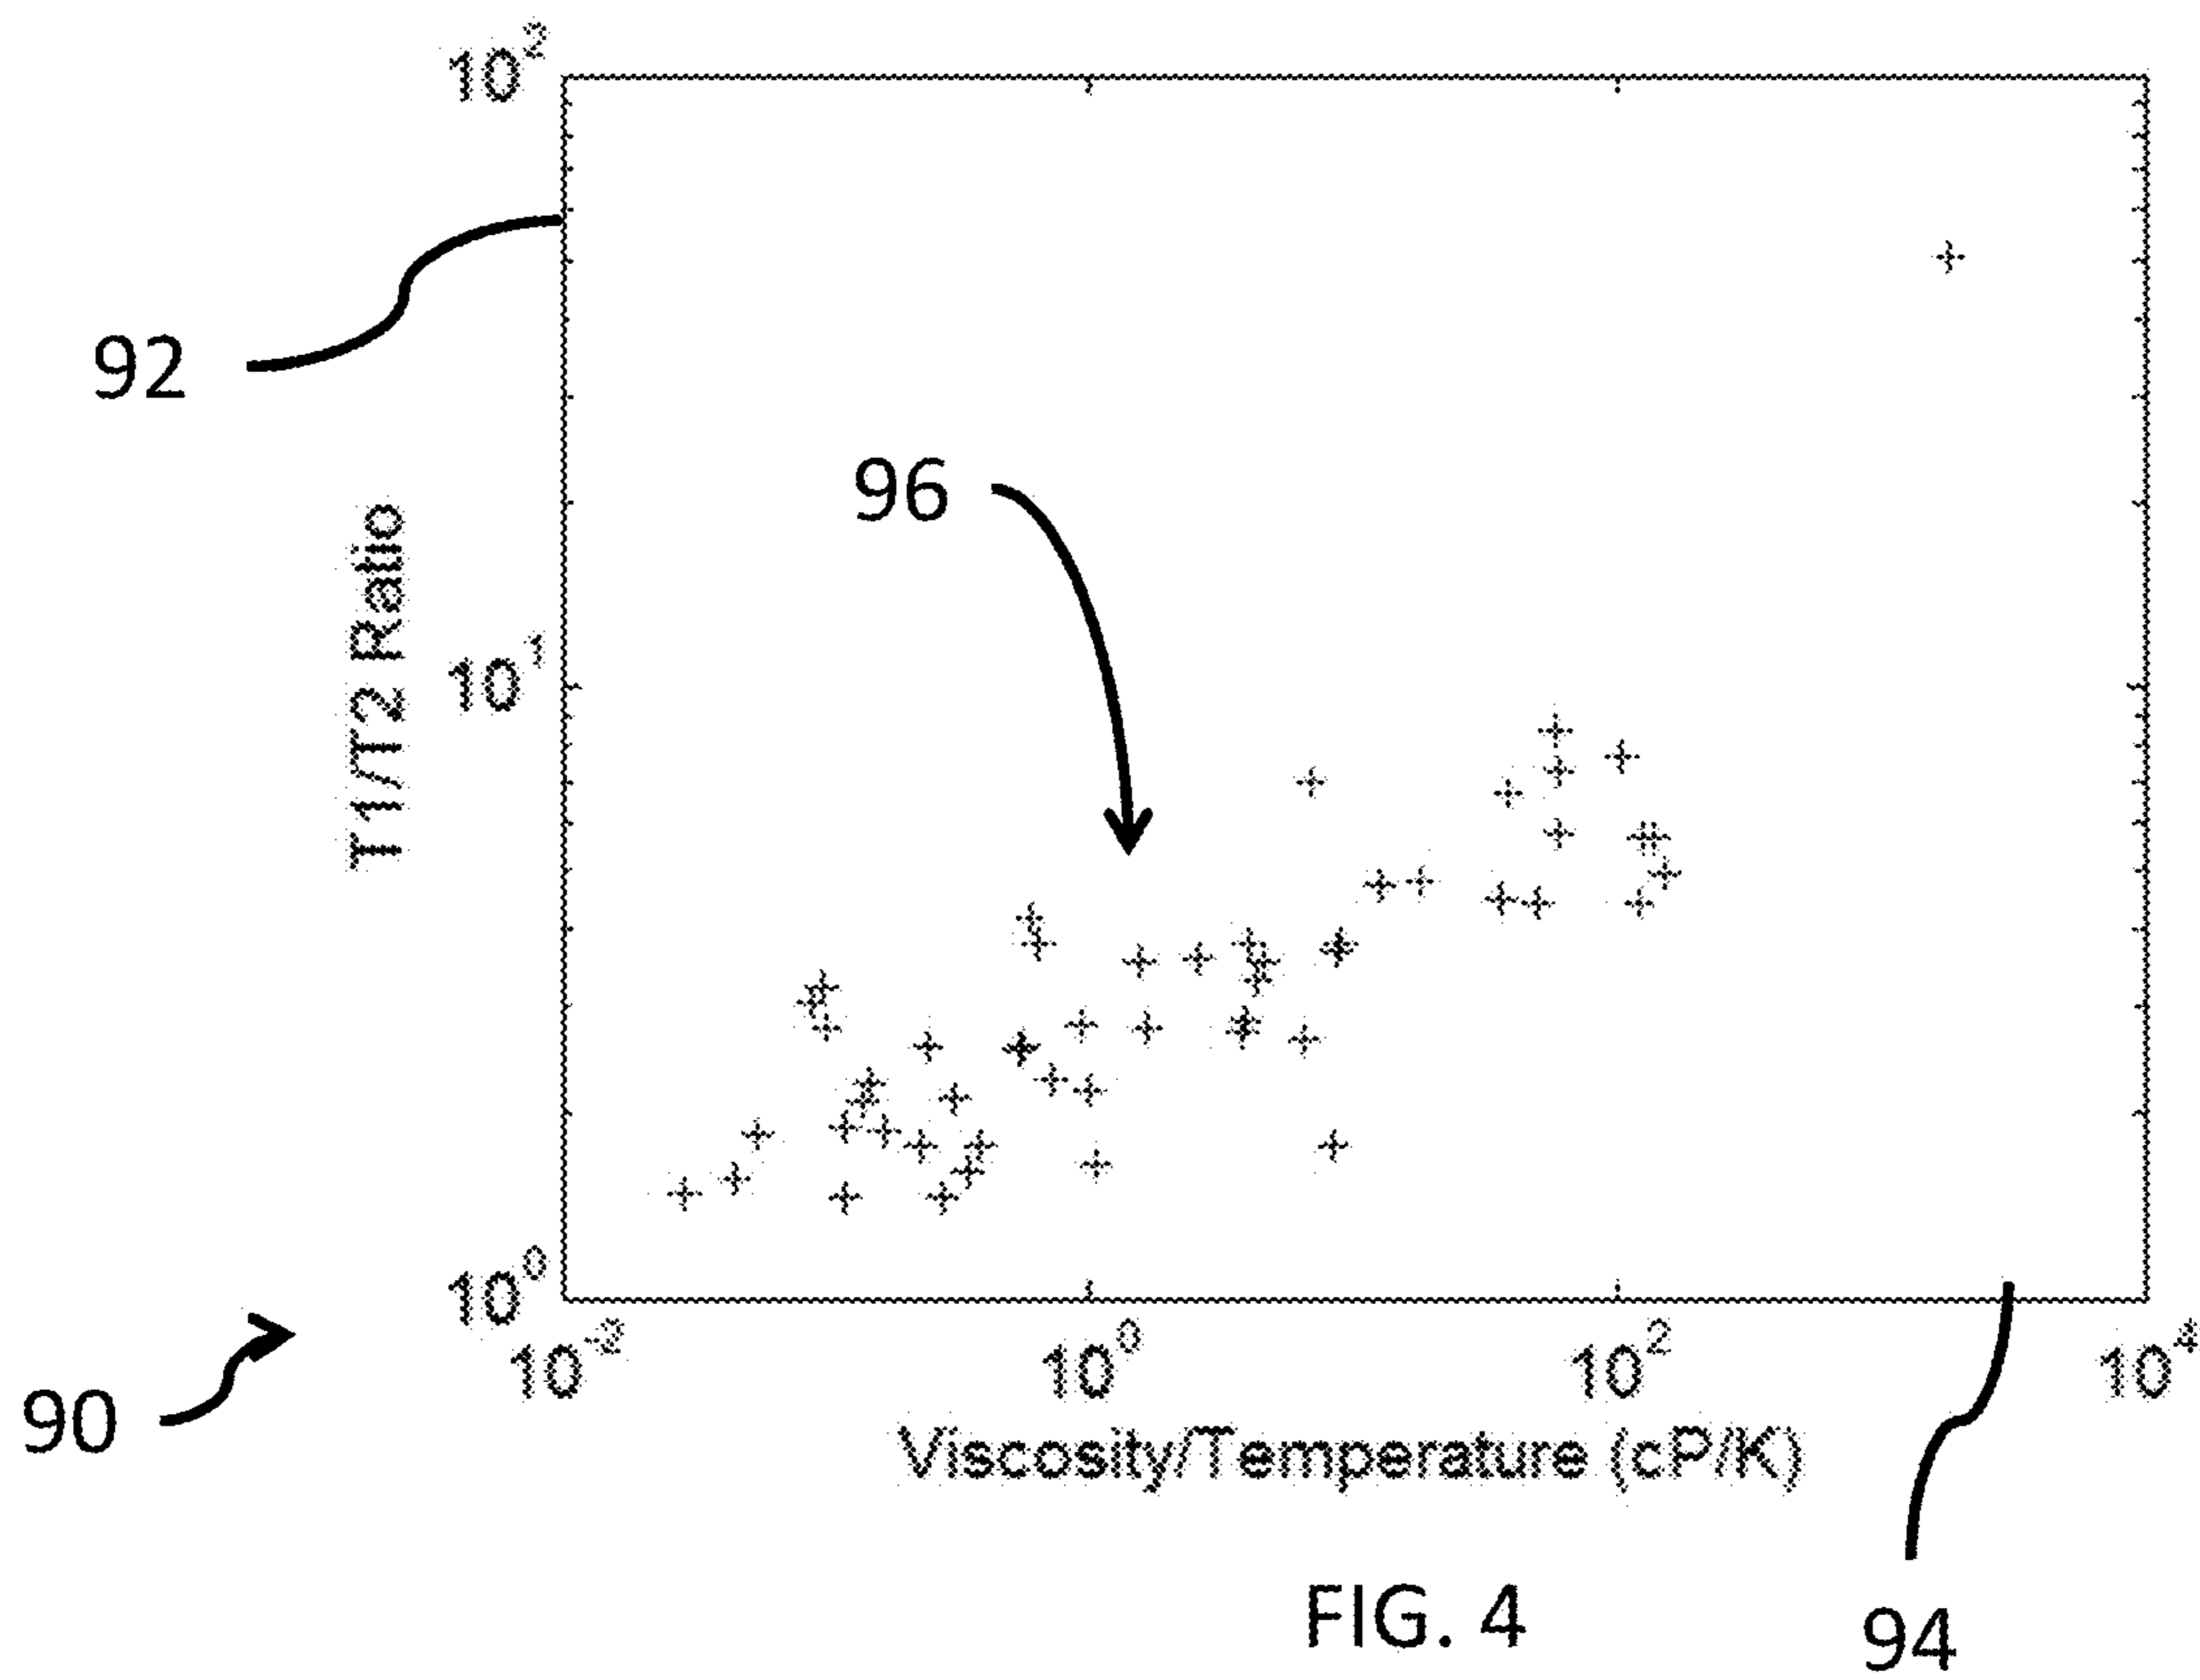 10²
92
96
T1/T2 Ratio
10¹
10⁰
10⁻² 10⁰ 10² 10⁴
90
Viscosity/Temperature (cP/K)
FIG. 4
94